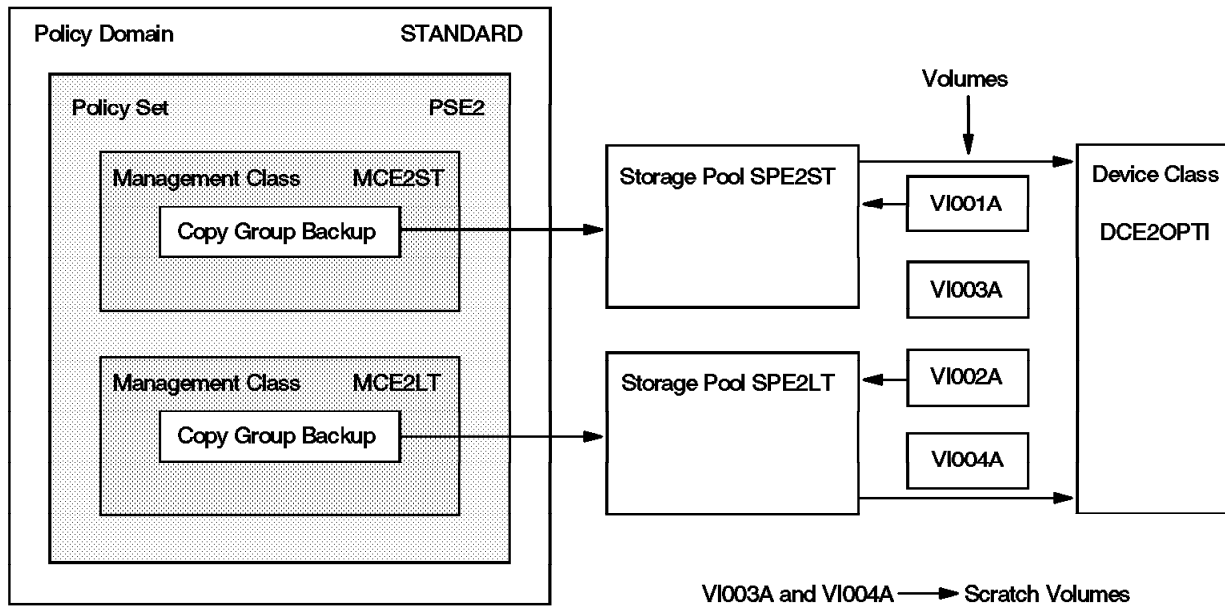 Policy Domain STANDARD
Policy Set PSE2
Management Class MCE2ST
Copy Group Backup
Management Class MCE2LT
Copy Group Backup
Storage Pool SPE2ST
Storage Pool SPE2LT
Volumes
VI001A
VI003A
VI002A
VI004A
Device Class
DCE2OPTI
VI003A and VI004A Scratch Volumes